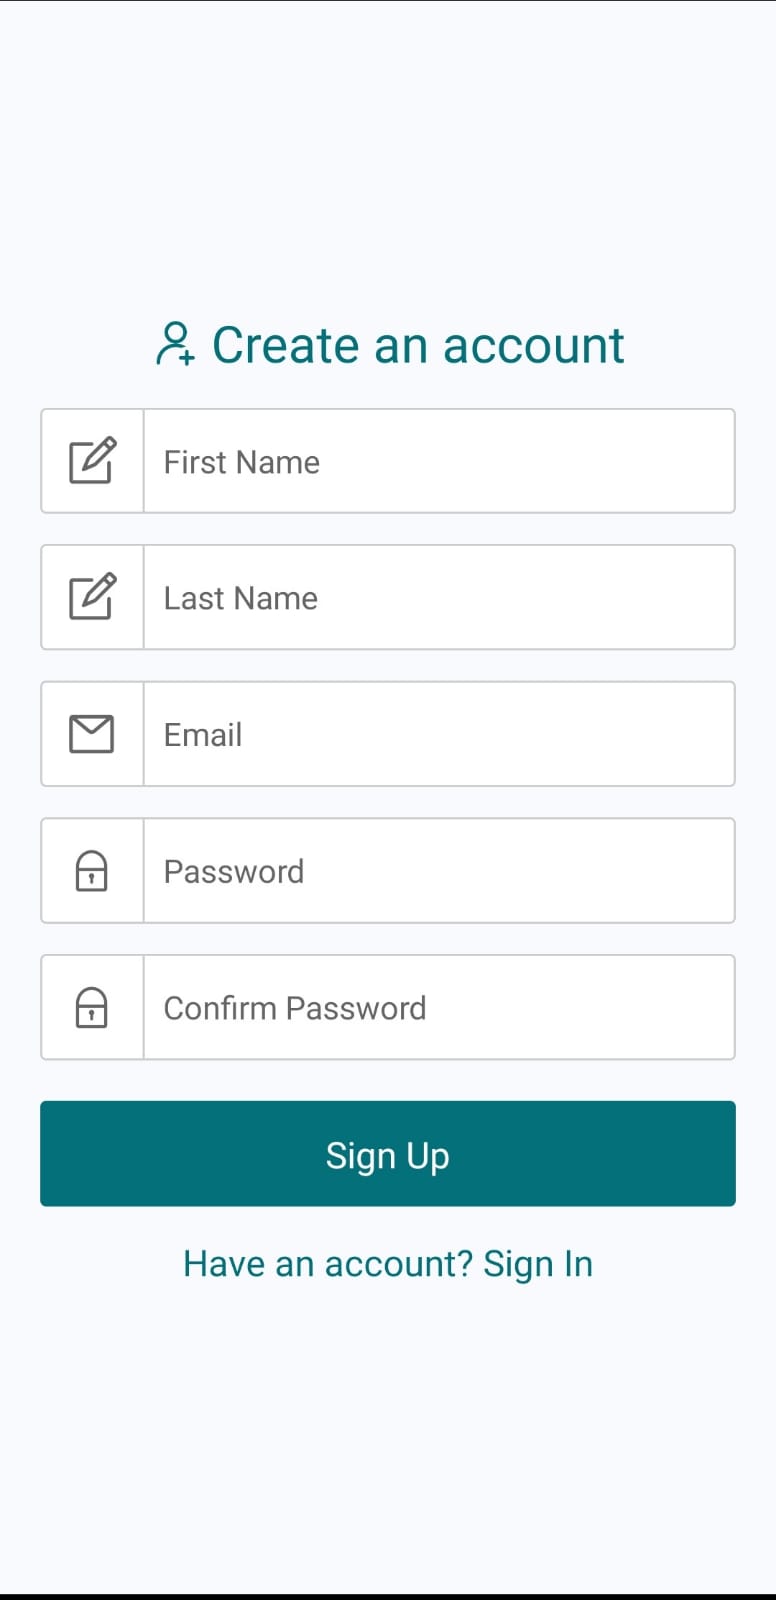 Create an account
First Name
Last Name
Email
Password
Confirm Password
Sign Up
Have an account? Sign In